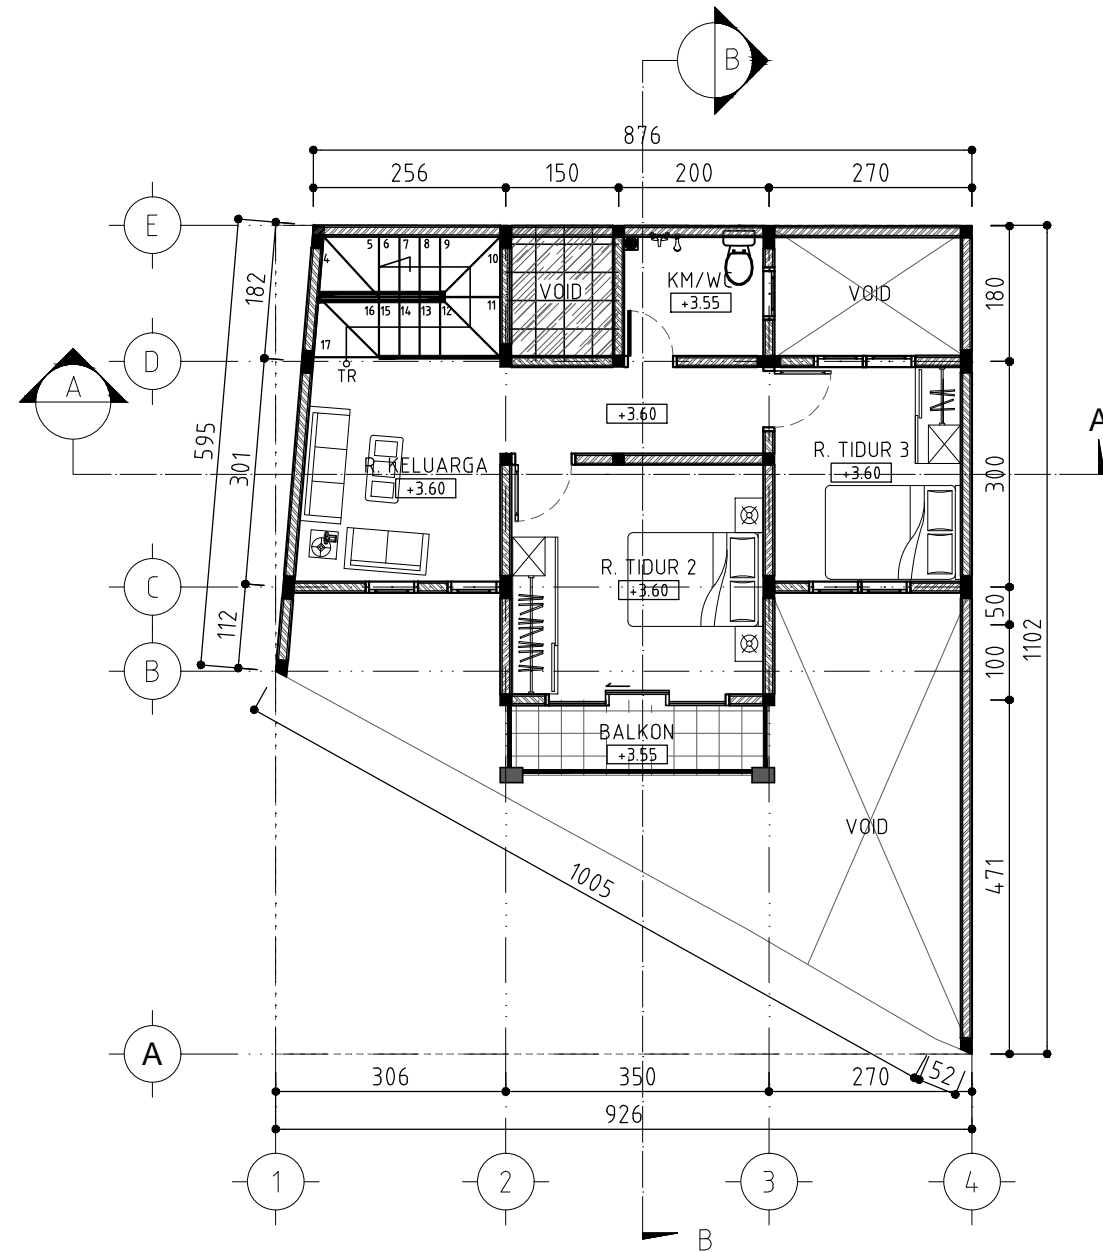 B
876
256 150 200 270
E
5 6 7 8 9
4 10
182
KM/WC
+3.55
VOID
VOID
180
11
16 15 14 13 12
17
D
TR
A
+3.60
A
595
301
R. KELUARGA
+3.60
R. TIDUR 3
+3.60
300
C
R. TIDUR 2
+3.60
50
112
1102
B
100
BALKON
+3.55
VOID
1005
471
A
52
306 350 270
926
1 2 3 4
B